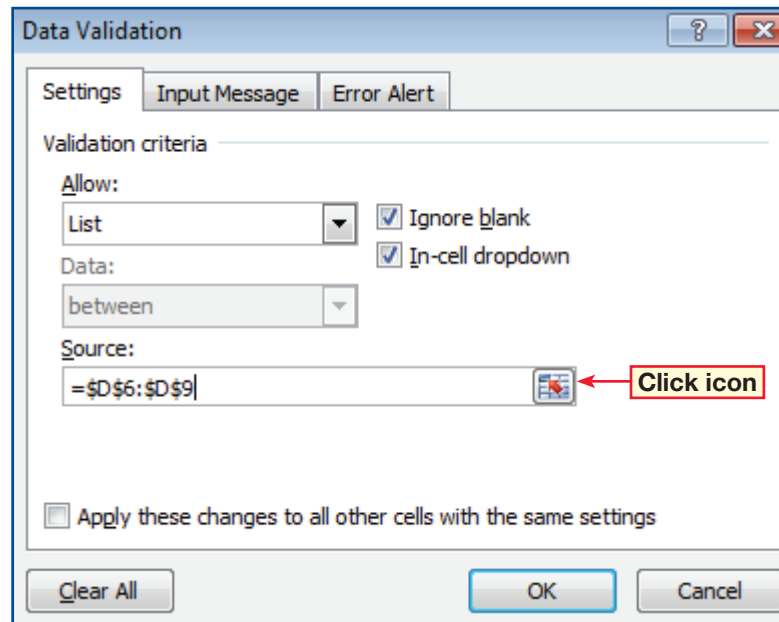 Data Validation
Settings Input Message Error Alert
Validation criteria
Allow:
List
Ignore blank
In-cell dropdown
Data:
between
Source:
=$D$6:$D$9
Click icon
Apply these changes to all other cells with the same settings
Clear All OK Cancel